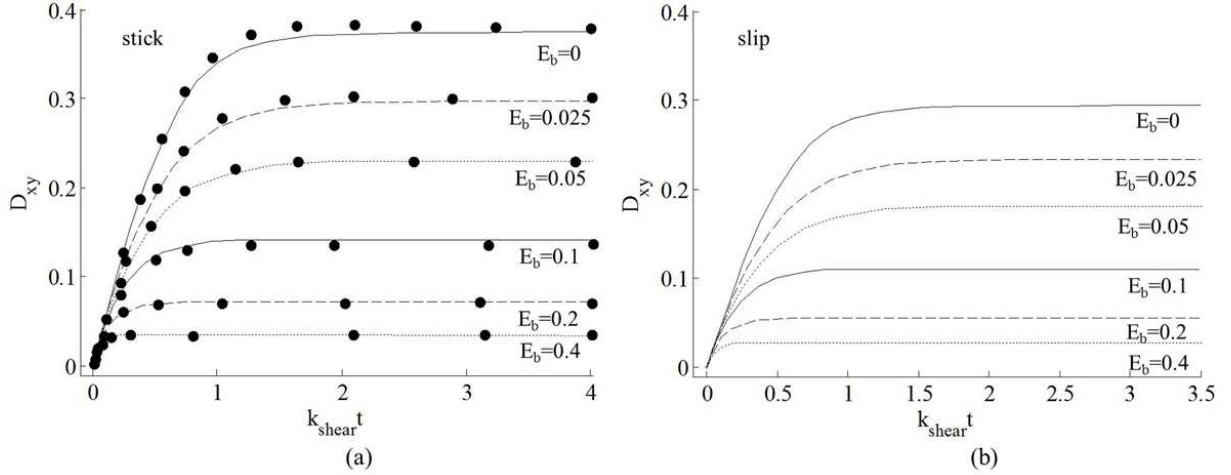 stick
D_xy
0.4
0.3
0.2
0.1
0
E_b=0
E_b=0.025
E_b=0.05
E_b=0.1
E_b=0.2
E_b=0.4
0 1 2 3 4
k_shear t
(a)
slip
D_xy
0.4
0.3
0.2
0.1
0
E_b=0
E_b=0.025
E_b=0.05
E_b=0.1
E_b=0.2
E_b=0.4
0 0.5 1 1.5 2 2.5 3 3.5
k_shear t
(b)